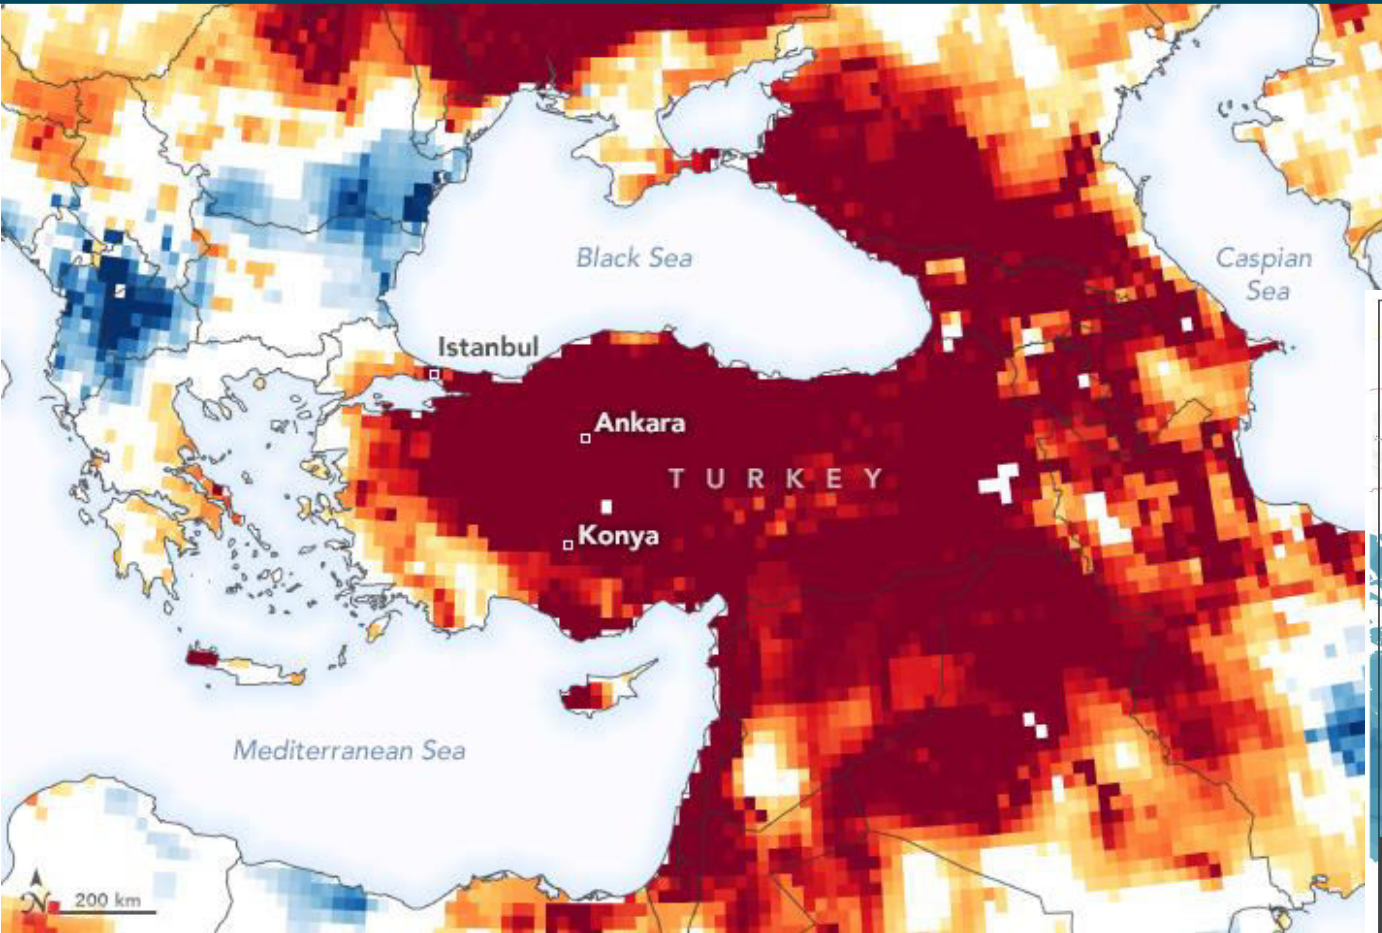 Black Sea
Caspian
Sea
Istanbul
Ankara
TURKEY
Konya
Mediterranean Sea
N
200 km